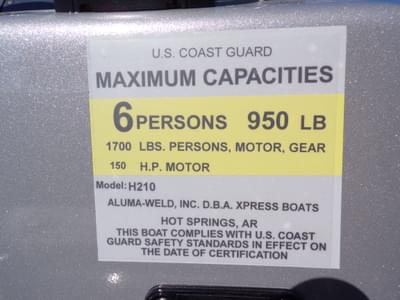 U.S. COAST GUARD
MAXIMUM CAPACITIES
6 PERSONS 950 LB
1700 LBS. PERSONS, MOTOR, GEAR
150 H.P. MOTOR
Model: H210
ALUMA-WELD, INC. D.B.A. XPRESS BOATS
HOT SPRINGS, AR
THIS BOAT COMPLIES WITH U.S. COAST
GUARD SAFETY STANDARDS IN EFFECT ON
THE DATE OF CERTIFICATION